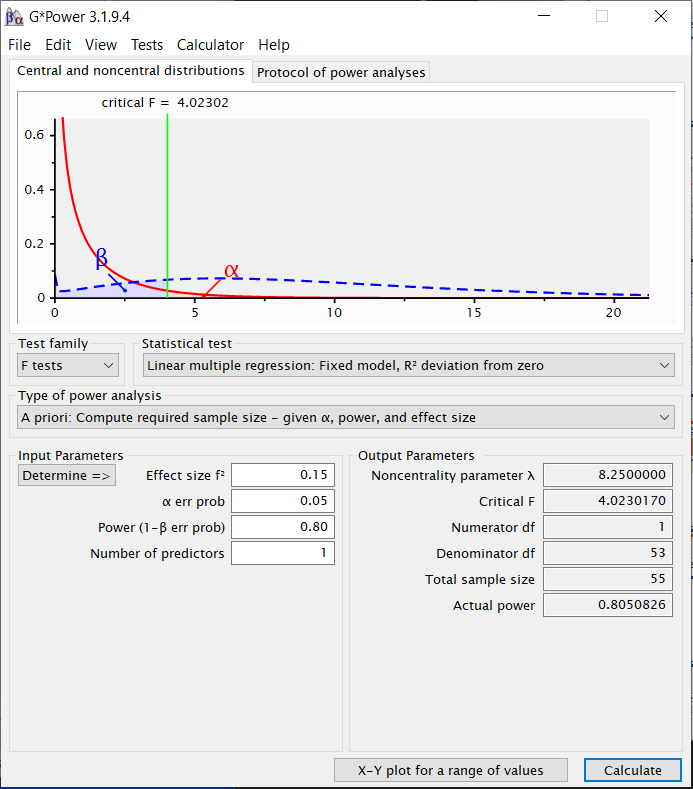 G*Power 3.1.9.4
File Edit View Tests Calculator Help
Central and noncentral distributions Protocol of power analyses
critical F = 4.02302
0.6
0.4
0.2
0
β
α
0 5 10 15 20
Test family Statistical test
F tests Linear multiple regression: Fixed model, R² deviation from zero
Type of power analysis
A priori: Compute required sample size – given α, power, and effect size
Input Parameters Output Parameters
Determine => Effect size f² 0.15 Noncentrality parameter λ 8.2500000
α err prob 0.05 Critical F 4.0230170
Power (1-β err prob) 0.80 Numerator df 1
Number of predictors 1 Denominator df 53
Total sample size 55
Actual power 0.8050826
X-Y plot for a range of values Calculate